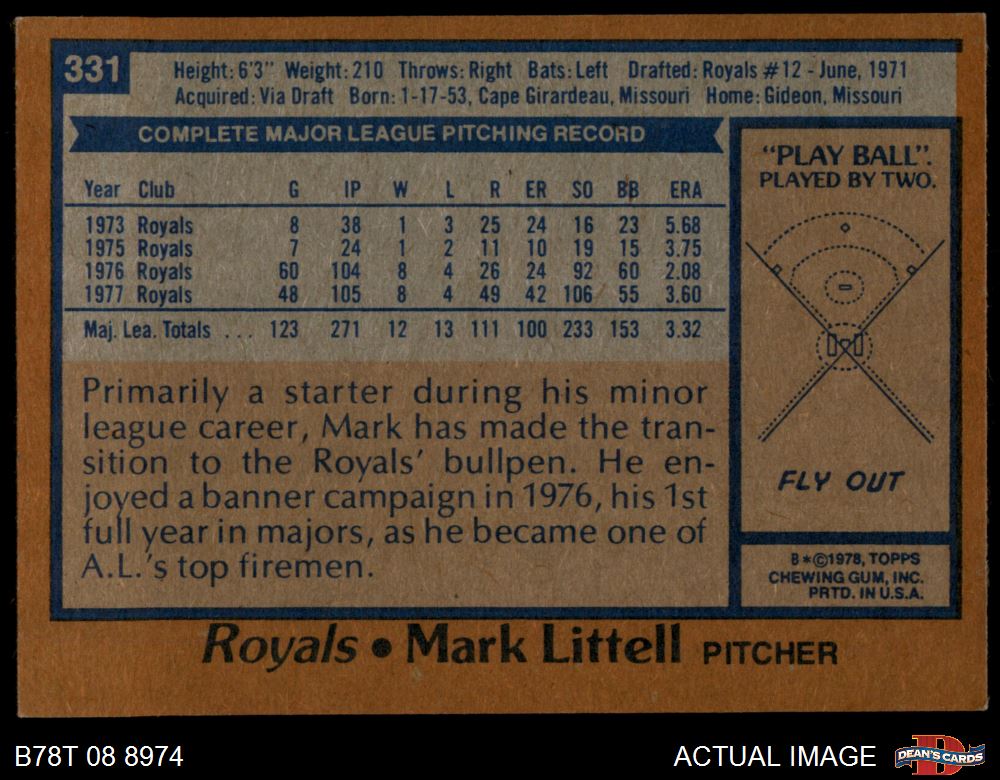 331
Height: 6'3" Weight: 210 Throws: Right Bats: Left Drafted: Royals #12 - June, 1971
Acquired: Via Draft Born: 1-17-53, Cape Girardeau, Missouri Home: Gideon, Missouri
COMPLETE MAJOR LEAGUE PITCHING RECORD
Year Club G IP W L R ER SO BB ERA
1973 Royals 8 38 1 3 25 24 16 23 5.68
1975 Royals 7 24 1 2 11 10 19 15 3.75
1976 Royals 60 104 8 4 26 24 92 60 2.08
1977 Royals 48 105 8 4 49 42 106 55 3.60
Maj. Lea. Totals ... 123 271 12 13 111 100 233 153 3.32
Primarily a starter during his minor
league career, Mark has made the tran-
sition to the Royals' bullpen. He en-
joyed a banner campaign in 1976, his 1st
full year in majors, as he became one of
A.L.'s top firemen.
"PLAY BALL".
PLAYED BY TWO.
FLY OUT
B*©1978, TOPPS
CHEWING GUM, INC.
PRTD. IN U.S.A.
Royals • Mark Littell PITCHER
B78T 08 8974
ACTUAL IMAGE
D
DEAN'S CARDS